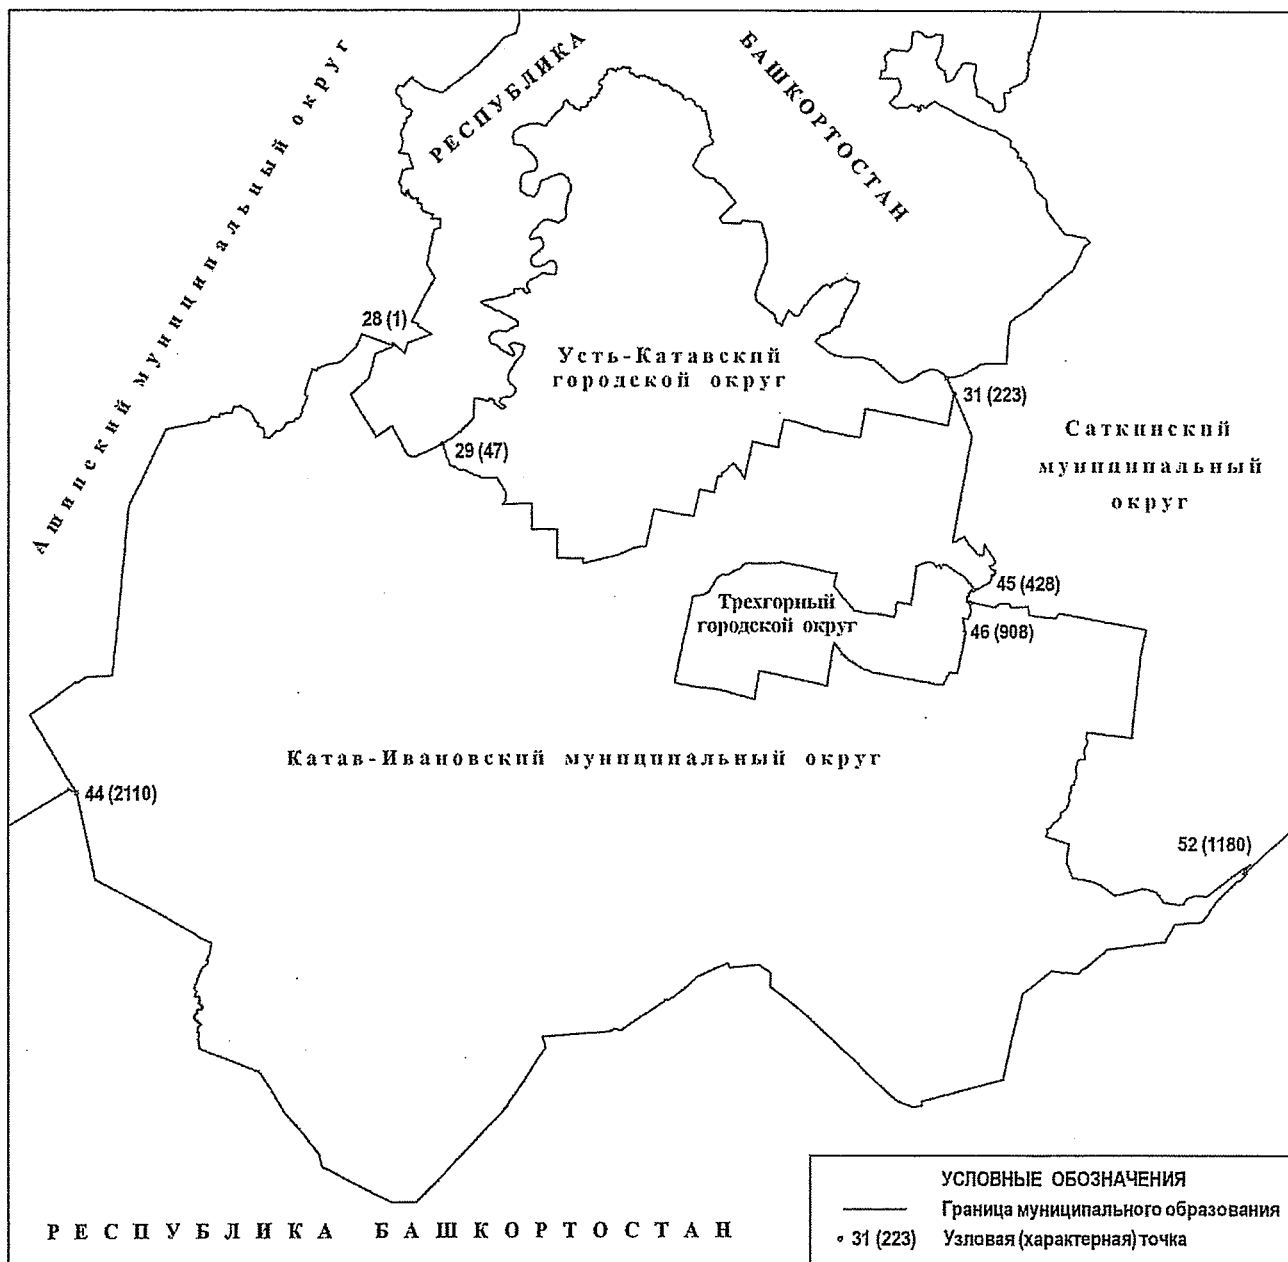 Ашинский муниципальный округ
РЕСПУБЛИКА
БАШКОРТОСТАН
28 (1)
Усть-Катавский
городской округ
31 (223)
29 (47)
Саткинский
муниципальный
округ
45 (428)
Трехгорный
городской округ
46 (908)
Катав-Ивановский муниципальный округ
44 (2110)
52 (1180)
УСЛОВНЫЕ ОБОЗНАЧЕНИЯ
Граница муниципального образования
31 (223) Узловая (характерная) точка
РЕСПУБЛИКА БАШКОРТОСТАН